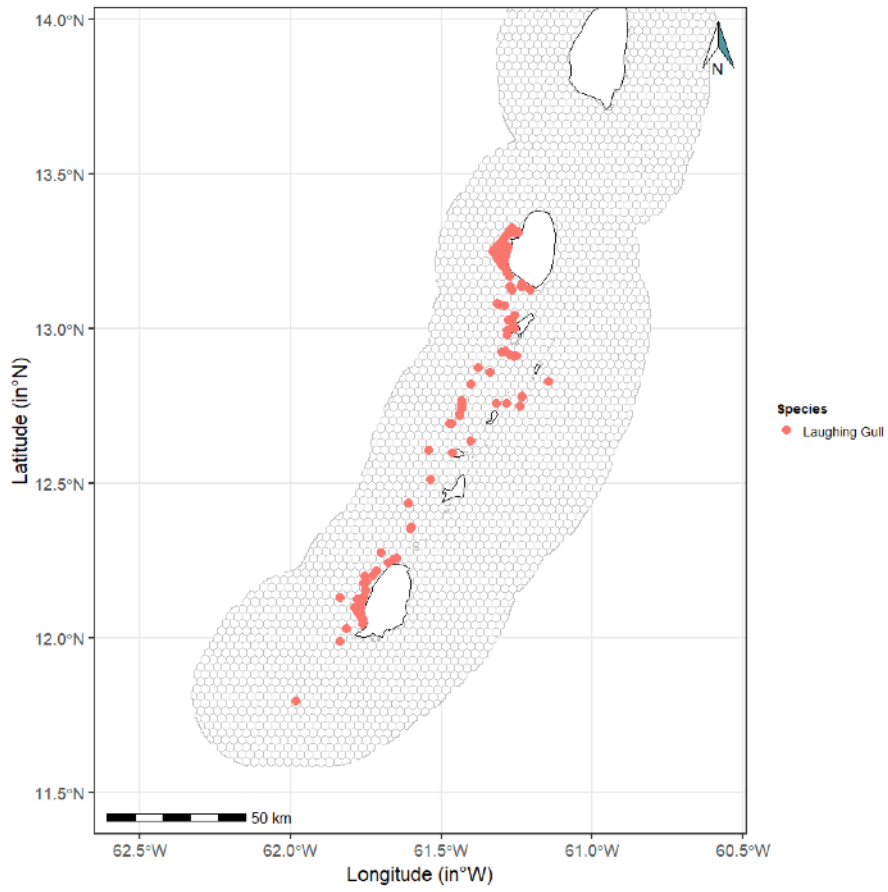 14.0°N
N
13.5°N
13.0°N
12.5°N
12.0°N
11.5°N
Latitude (in°N)
Species
Laughing Gull
50 km
62.5°W 62.0°W 61.5°W 61.0°W 60.5°W
Longitude (in°W)